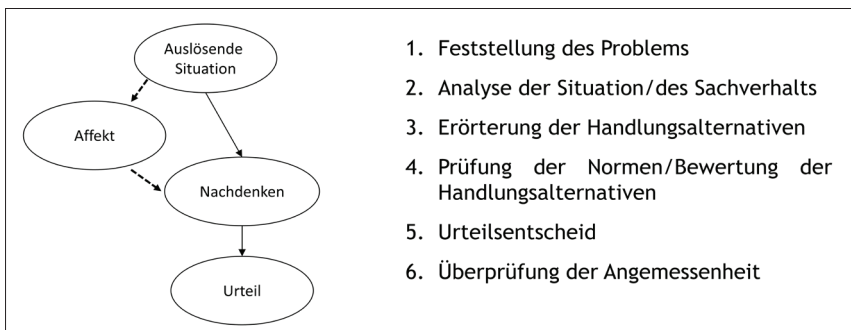 Auslösende
Situation
Affekt
Nachdenken
Urteil
1. Feststellung des Problems
2. Analyse der Situation/des Sachverhalts
3. Erörterung der Handlungsalternativen
4. Prüfung der Normen/Bewertung der
Handlungsalternativen
5. Urteilsentscheid
6. Überprüfung der Angemessenheit